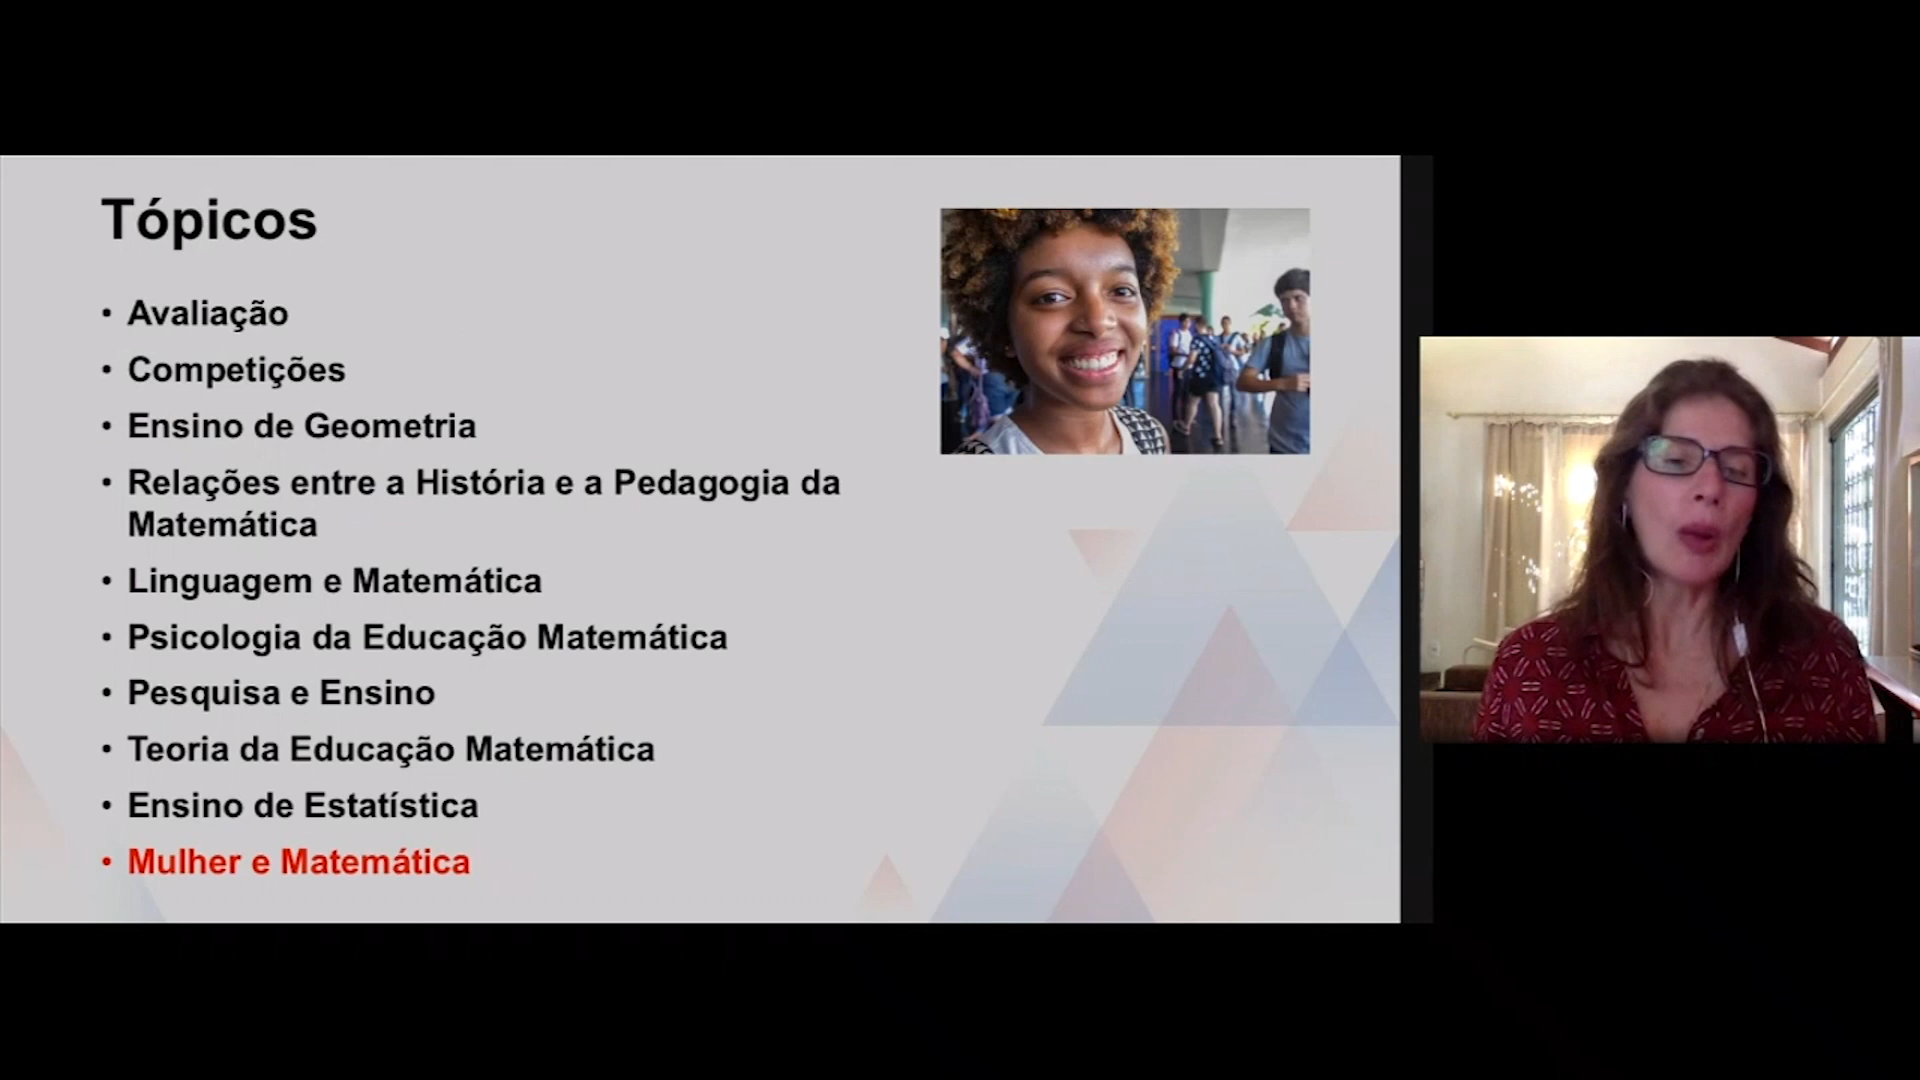 Tópicos
• Avaliação
• Competições
• Ensino de Geometria
• Relações entre a História e a Pedagogia da
Matemática
• Linguagem e Matemática
• Psicologia da Educação Matemática
• Pesquisa e Ensino
• Teoria da Educação Matemática
• Ensino de Estatística
• Mulher e Matemática